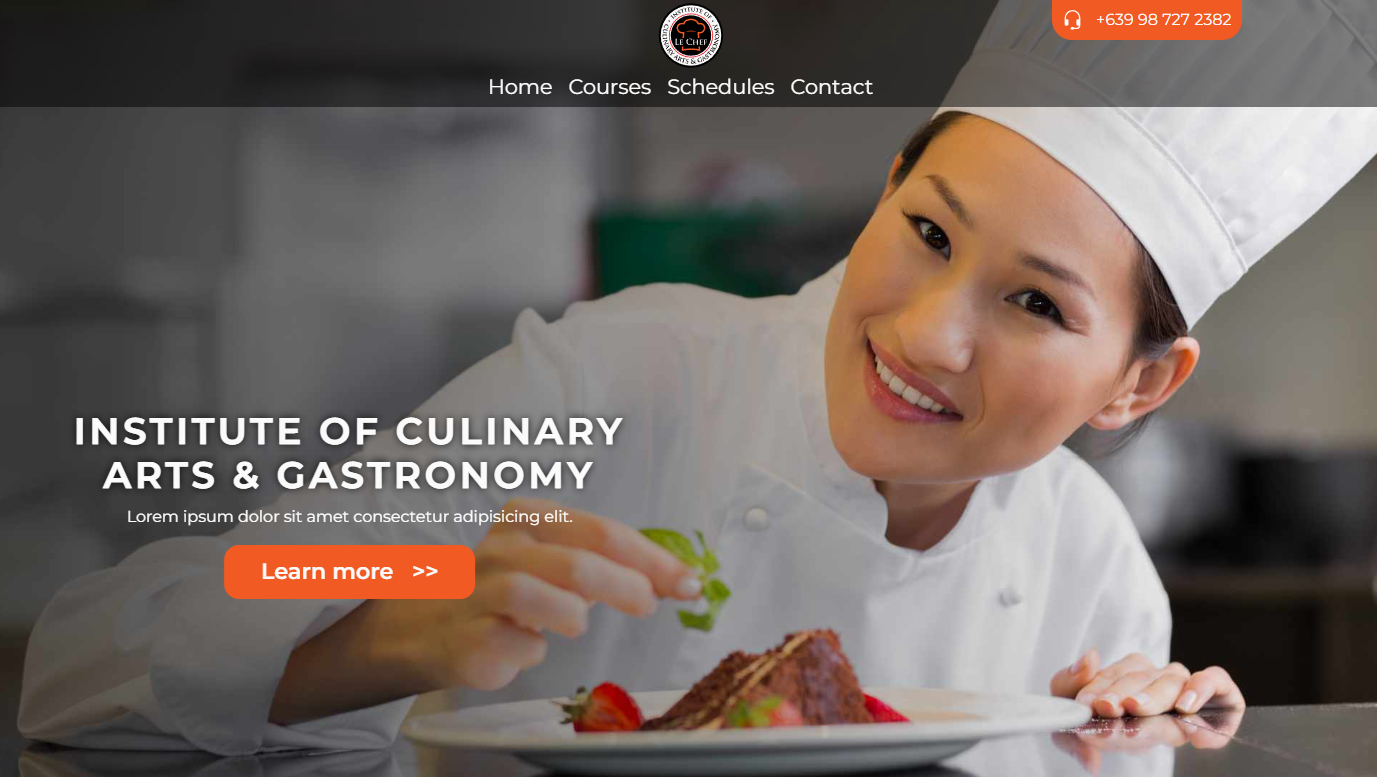 INSTITUTE OF
LE CHEF
CULINARY ARTS & GASTRONOMY
+639 98 727 2382
Home Courses Schedules Contact
INSTITUTE OF CULINARY
ARTS & GASTRONOMY
Lorem ipsum dolor sit amet consectetur adipisicing elit.
Learn more >>